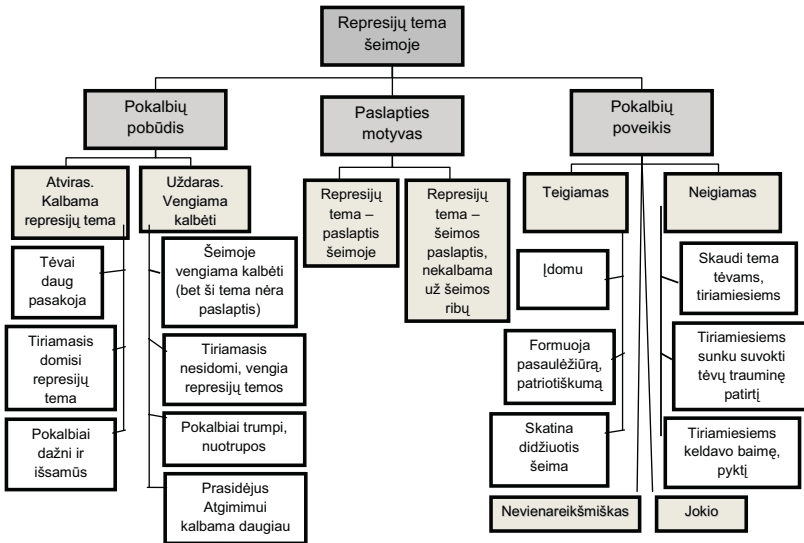 Represijų tema
šeimoje
Pokalbių
pobūdis
Paslapties
motyvas
Pokalbių
poveikis
Atviras.
Kalbama
represijų tema
Uždaras.
Vengiama
kalbėti
Represijų
tema –
paslaptis
šeimoje
Represijų
tema –
šeimos
paslaptis,
nekalbama
už šeimos
ribų
Teigiamas
Neigiamas
Tėvai
daug
pasakoja
Tiriamasis
domisi
represijų
tema
Pokalbiai
dažni ir
išsamūs
Šeimoje
vengiama kalbėti
(bet ši tema nėra
paslaptis)
Tiriamasis
nesidomi, vengia
represijų temos
Pokalbiai trumpi,
nuotrupos
Prasidėjus
Atgimimui
kalbama daugiau
Įdomu
Formuoja
pasaulėžiūrą,
patriotiškumą
Skatina
didžiuotis
šeima
Skaudi tema
tėvams,
tiriamiesiems
Tiriamiesiems
sunku suvokti
tėvų trauminę
patirtį
Tiriamiesiems
keldavo baimę,
pyktį
Nevienareikšmiškas
Jokio